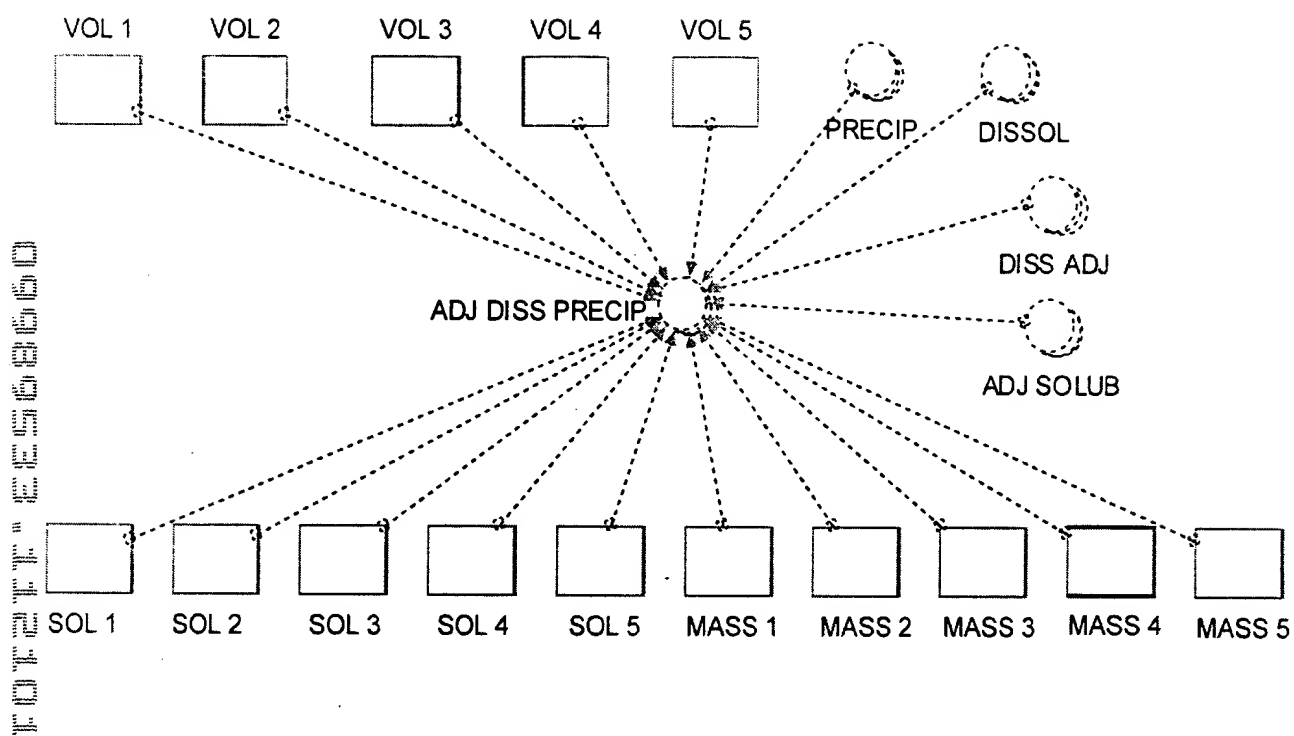 VOL 1 VOL 2 VOL 3 VOL 4 VOL 5
PRECIP DISSOL
DISS ADJ
ADJ DISS PRECIP
ADJ SOLUB
SOL 1 SOL 2 SOL 3 SOL 4 SOL 5 MASS 1 MASS 2 MASS 3 MASS 4 MASS 5